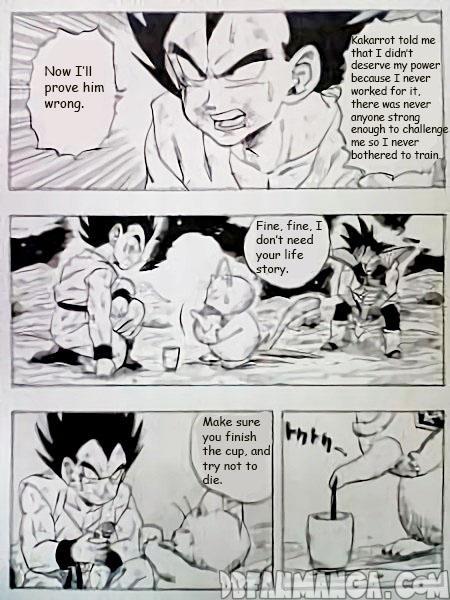 Kakarrot told me
that I didn't
deserve my power
because I never
worked for it,
there was never
anyone strong
enough to challenge
me so I never
bothered to train.
Now I'll
prove him
wrong.
Fine, fine, I
don't need
your life
story.
トクトク
Make sure
you finish
the cup, and
try not to
die.
DBFANMANGA.COM